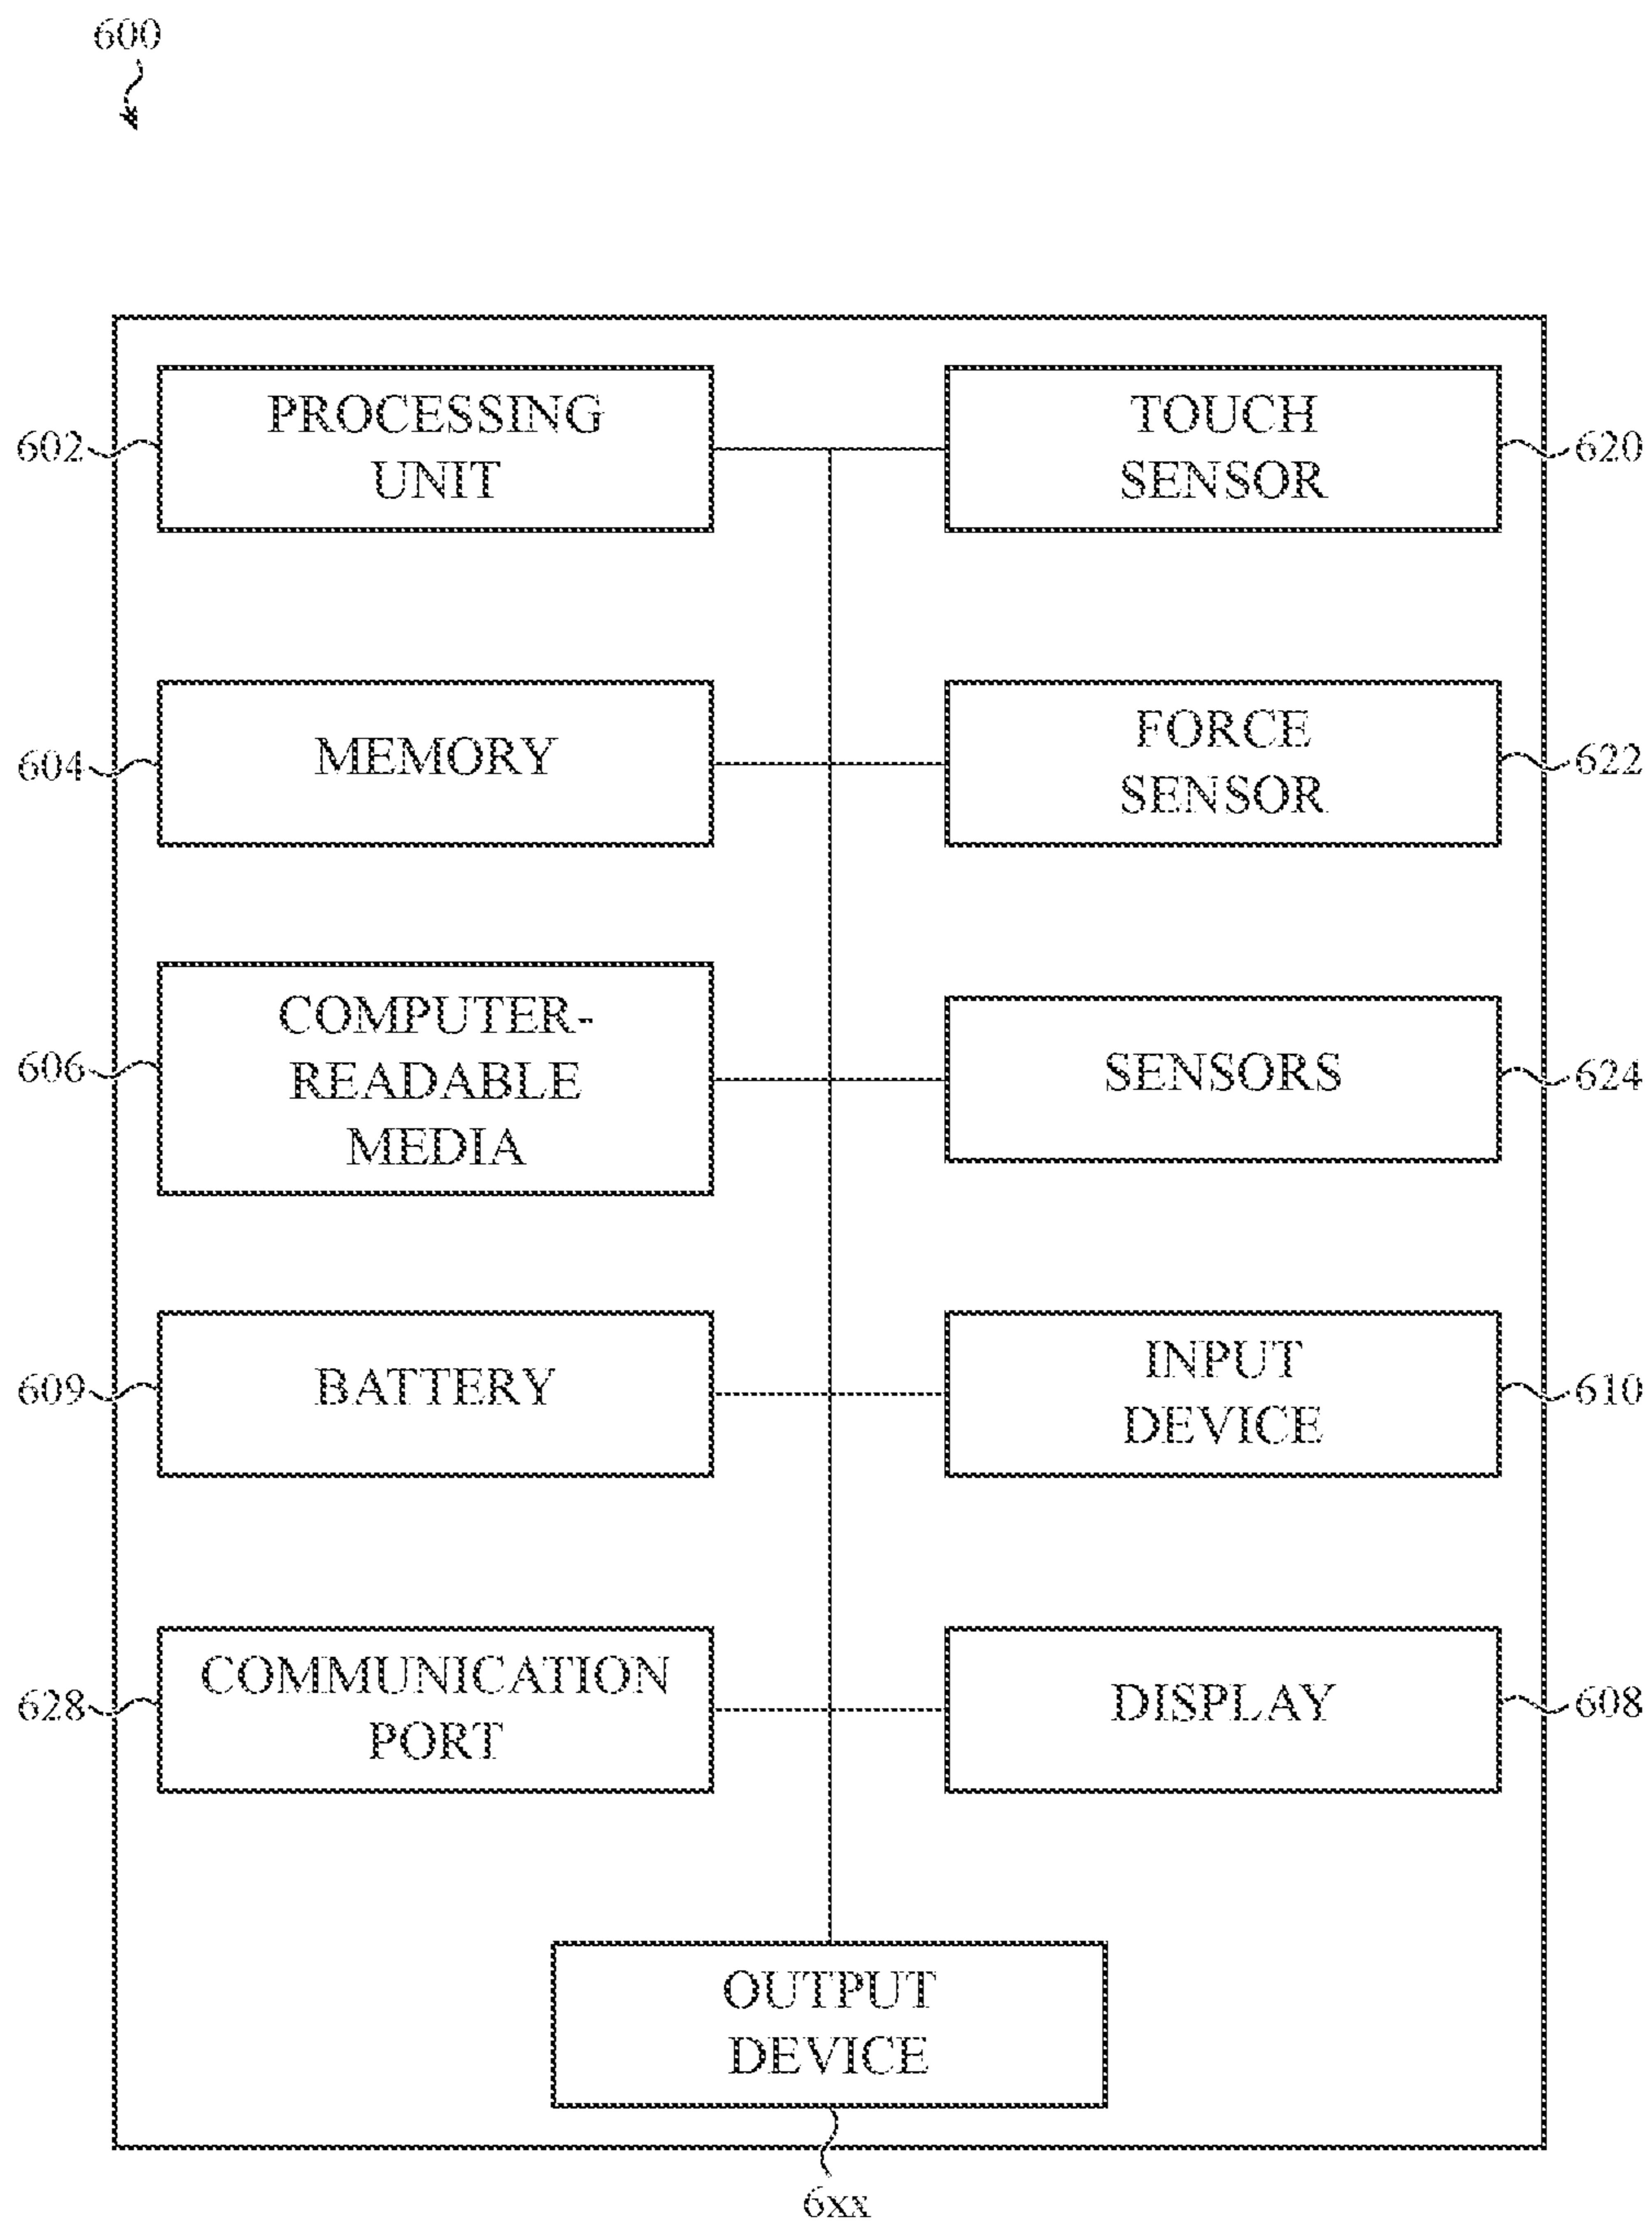 600
602
PROCESSING
UNIT
TOUCH
SENSOR
620
604
MEMORY
FORCE
SENSOR
622
606
COMPUTER-
READABLE
MEDIA
SENSORS
624
609
BATTERY
INPUT
DEVICE
610
628
COMMUNICATION
PORT
DISPLAY
608
OUTPUT
DEVICE
6xx